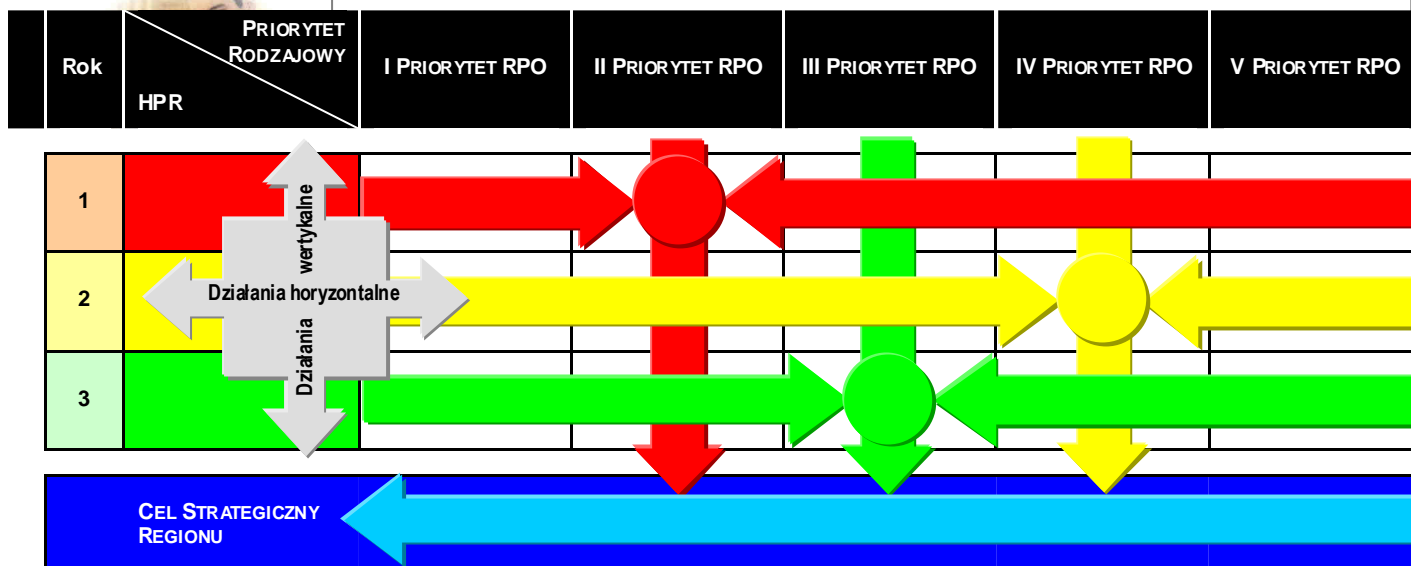 Rok
PRIORYTET
RODZAJOWY
HPR
I PRIORYTET RPO
II PRIORYTET RPO
III PRIORYTET RPO
IV PRIORYTET RPO
V PRIORYTET RPO
1
2
3
Działania wertykalne
Działania horyzontalne
CEL STRATEGICZNY
REGIONU